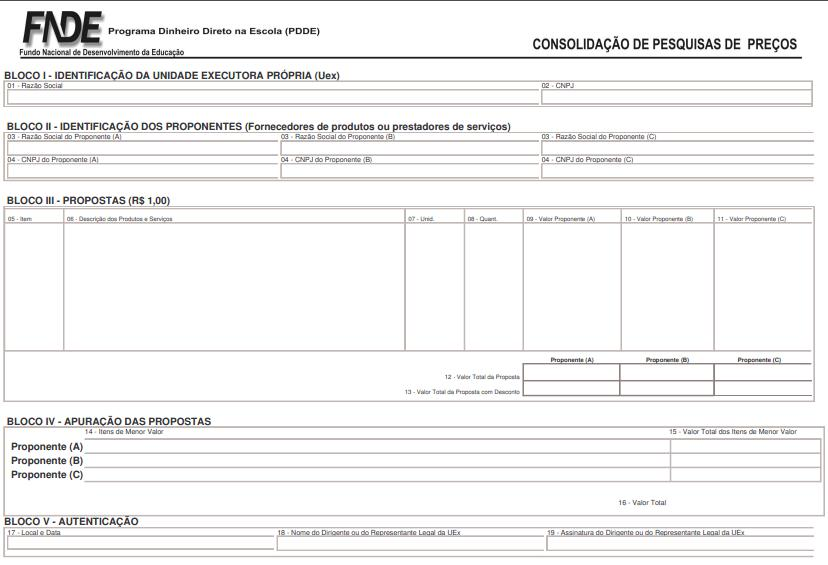 FNDE
Programa Dinheiro Direto na Escola (PDDE)
Fundo Nacional de Desenvolvimento da Educação
CONSOLIDAÇÃO DE PESQUISAS DE PREÇOS
BLOCO I - IDENTIFICAÇÃO DA UNIDADE EXECUTORA PRÓPRIA (Uex)
01 - Razão Social 02 - CNPJ
BLOCO II - IDENTIFICAÇÃO DOS PROPONENTES (Fornecedores de produtos ou prestadores de serviços)
03 - Razão Social do Proponente (A) 03 - Razão Social do Proponente (B) 03 - Razão Social do Proponente (C)
04 - CNPJ do Proponente (A) 04 - CNPJ do Proponente (B) 04 - CNPJ do Proponente (C)
BLOCO III - PROPOSTAS (R$ 1,00)
05 - Item 06 - Descrição dos Produtos e Serviços 07 - Unid. 08 - Quant. 09 - Valor Proponente (A) 10 - Valor Proponente (B) 11 - Valor Proponente (C)
Proponente (A) Proponente (B) Proponente (C)
12 - Valor Total da Proposta
13 - Valor Total da Proposta com Desconto
BLOCO IV - APURAÇÃO DAS PROPOSTAS
14 - Itens de Menor Valor 15 - Valor Total dos Itens de Menor Valor
Proponente (A)
Proponente (B)
Proponente (C)
16 - Valor Total
BLOCO V - AUTENTICAÇÃO
17 - Local e Data 18 - Nome do Dirigente ou do Representante Legal da UEx 19 - Assinatura do Dirigente ou do Representante Legal da UEx